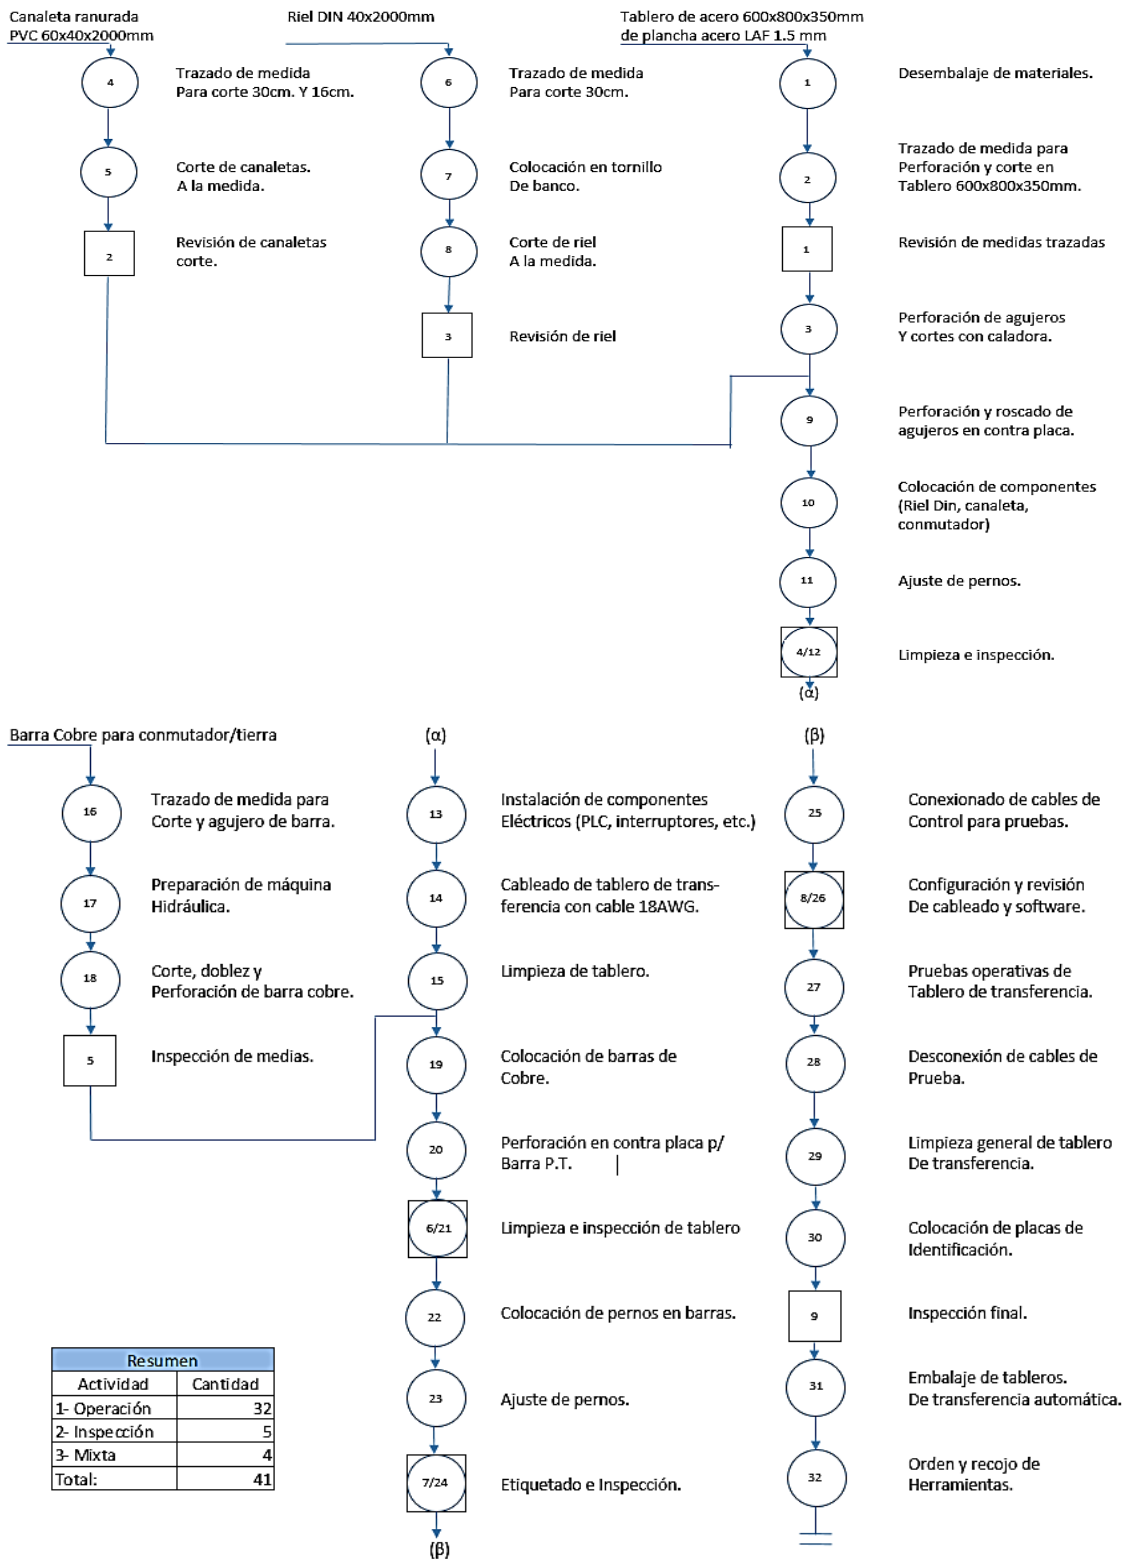 Canaleta ranurada
PVC 60x40x2000mm
4
Trazado de medida
Para corte 30cm. Y 16cm.
5
Corte de canaletas.
A la medida.
2
Revisión de canaletas
corte.
Riel DIN 40x2000mm
6
Trazado de medida
Para corte 30cm.
7
Colocación en tornillo
De banco.
8
Corte de riel
A la medida.
3
Revisión de riel
Tablero de acero 600x800x350mm
de plancha acero LAF 1.5 mm
1
Desembalaje de materiales.
2
Trazado de medida para
Perforación y corte en
Tablero 600x800x350mm.
1
Revisión de medidas trazadas
3
Perforación de agujeros
Y cortes con caladora.
9
Perforación y roscado de
agujeros en contra placa.
10
Colocación de componentes
(Riel Din, canaleta,
conmutador)
11
Ajuste de pernos.
4/12
Limpieza e inspección.
(α)
Barra Cobre para conmutador/tierra
16
Trazado de medida para
Corte y agujero de barra.
17
Preparación de máquina
Hidráulica.
18
Corte, doblez y
Perforación de barra cobre.
5
Inspección de medias.
(α)
13
Instalación de componentes
Eléctricos (PLC, interruptores, etc.)
14
Cableado de tablero de trans-
ferencia con cable 18AWG.
15
Limpieza de tablero.
19
Colocación de barras de
Cobre.
20
Perforación en contra placa p/
Barra P.T.
6/21
Limpieza e inspección de tablero
22
Colocación de pernos en barras.
23
Ajuste de pernos.
7/24
Etiquetado e Inspección.
(β)
(β)
25
Conexionado de cables de
Control para pruebas.
8/26
Configuración y revisión
De cableado y software.
27
Pruebas operativas de
Tablero de transferencia.
28
Desconexión de cables de
Prueba.
29
Limpieza general de tablero
De transferencia.
30
Colocación de placas de
Identificación.
9
Inspección final.
31
Embalaje de tableros.
De transferencia automática.
32
Orden y recojo de
Herramientas.
Resumen
Actividad Cantidad
1- Operación 32
2- Inspección 5
3- Mixta 4
Total: 41